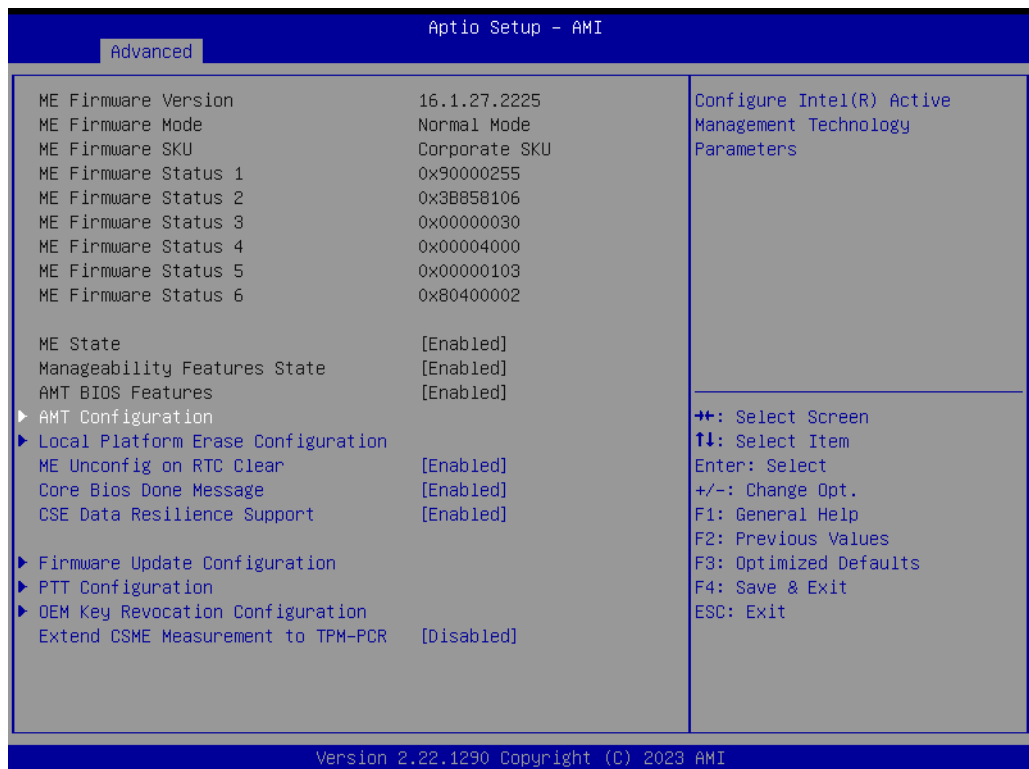 Aptio Setup – AMI
Advanced
ME Firmware Version 16.1.27.2225
ME Firmware Mode Normal Mode
ME Firmware SKU Corporate SKU
ME Firmware Status 1 0x90000255
ME Firmware Status 2 0x3B858106
ME Firmware Status 3 0x00000030
ME Firmware Status 4 0x00004000
ME Firmware Status 5 0x00000103
ME Firmware Status 6 0x80400002
ME State [Enabled]
Manageability Features State [Enabled]
AMT BIOS Features [Enabled]
▶ AMT Configuration
▶ Local Platform Erase Configuration
ME Unconfig on RTC Clear [Enabled]
Core Bios Done Message [Enabled]
CSE Data Resilience Support [Enabled]
▶ Firmware Update Configuration
▶ PTT Configuration
▶ OEM Key Revocation Configuration
Extend CSME Measurement to TPM-PCR [Disabled]
Configure Intel(R) Active
Management Technology
Parameters
→←: Select Screen
↑↓: Select Item
Enter: Select
+/-: Change Opt.
F1: General Help
F2: Previous Values
F3: Optimized Defaults
F4: Save & Exit
ESC: Exit
Version 2.22.1290 Copyright (C) 2023 AMI